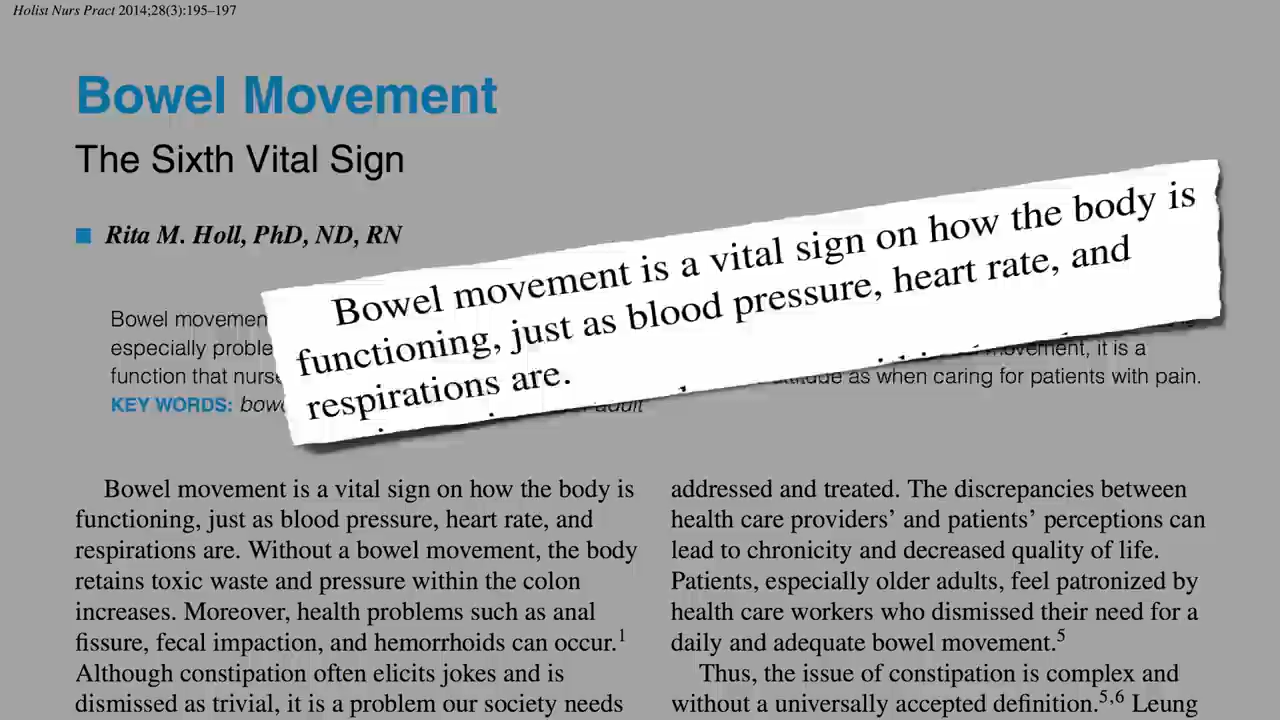 Holist Nurs Pract 2014;28(3):195–197
Bowel Movement
The Sixth Vital Sign
Rita M. Holl, PhD, ND, RN
Bowel movement is a vital sign on how the body is
functioning, just as blood pressure, heart rate, and
respirations are.
Bowel
especially
movement, it is a
function that
as when caring for patients with pain.
KEY WORDS:
adult
Bowel movement is a vital sign on how the body is
functioning, just as blood pressure, heart rate, and
respirations are. Without a bowel movement, the body
retains toxic waste and pressure within the colon
increases. Moreover, health problems such as anal
fissure, fecal impaction, and hemorrhoids can occur.1
Although constipation often elicits jokes and is
dismissed as trivial, it is a problem our society needs
addressed and treated. The discrepancies between
health care providers’ and patients’ perceptions can
lead to chronicity and decreased quality of life.
Patients, especially older adults, feel patronized by
health care workers who dismissed their need for a
daily and adequate bowel movement.5
Thus, the issue of constipation is complex and
without a universally accepted definition.5,6 Leung